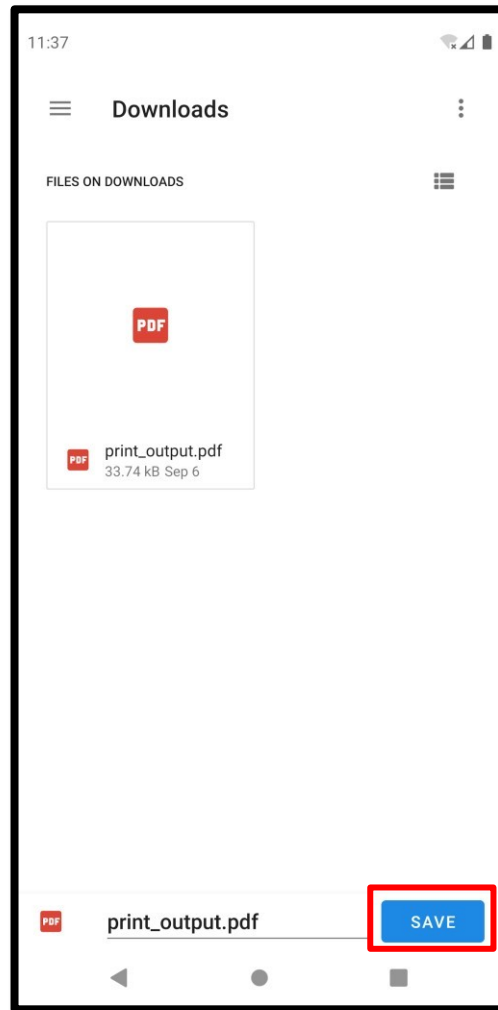 11:37
Downloads
FILES ON DOWNLOADS
PDF
PDF print_output.pdf
33.74 kB Sep 6
PDF print_output.pdf SAVE